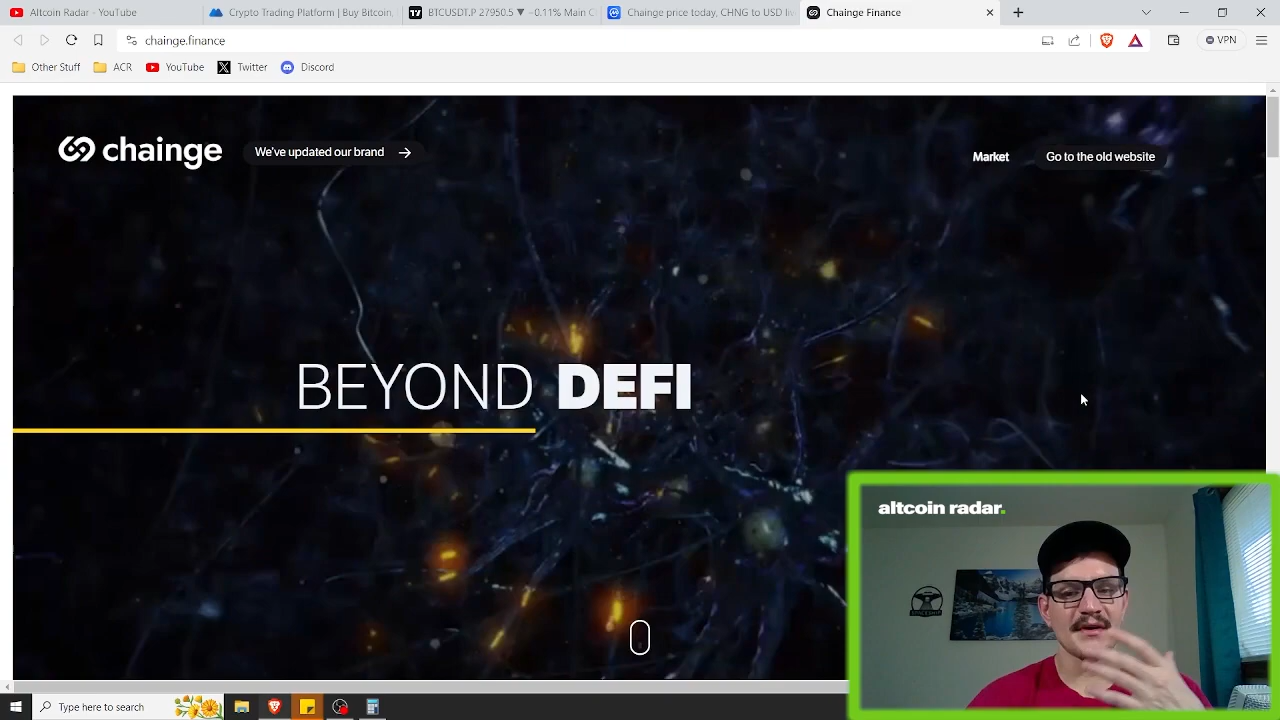 Altcoin Radar - YouTube
Crypto Trading Platform | Buy Bitcoin,
BTCUSDT.P 27950.5 ▼ −0.11% Main C
Chainge price today, CHNG to USD liv
Chainge Finance
chainge.finance
VPN
Other Stuff
ACR
YouTube
Twitter
Discord
chainge
We've updated our brand
Market
Go to the old website
BEYOND DEFI
altcoin radar.
Type here to search